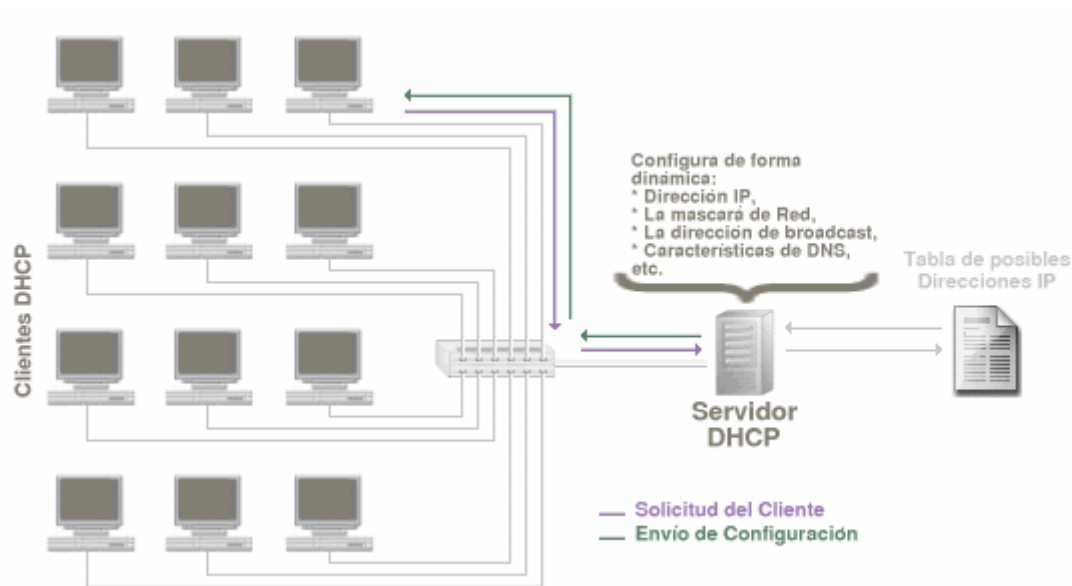 Clientes DHCP
Configura de forma
dinámica:
* Dirección IP,
* La mascará de Red,
* La dirección de broadcast,
* Características de DNS,
etc.
Tabla de posibles
Direcciones IP
Servidor
DHCP
Solicitud del Cliente
Envío de Configuración